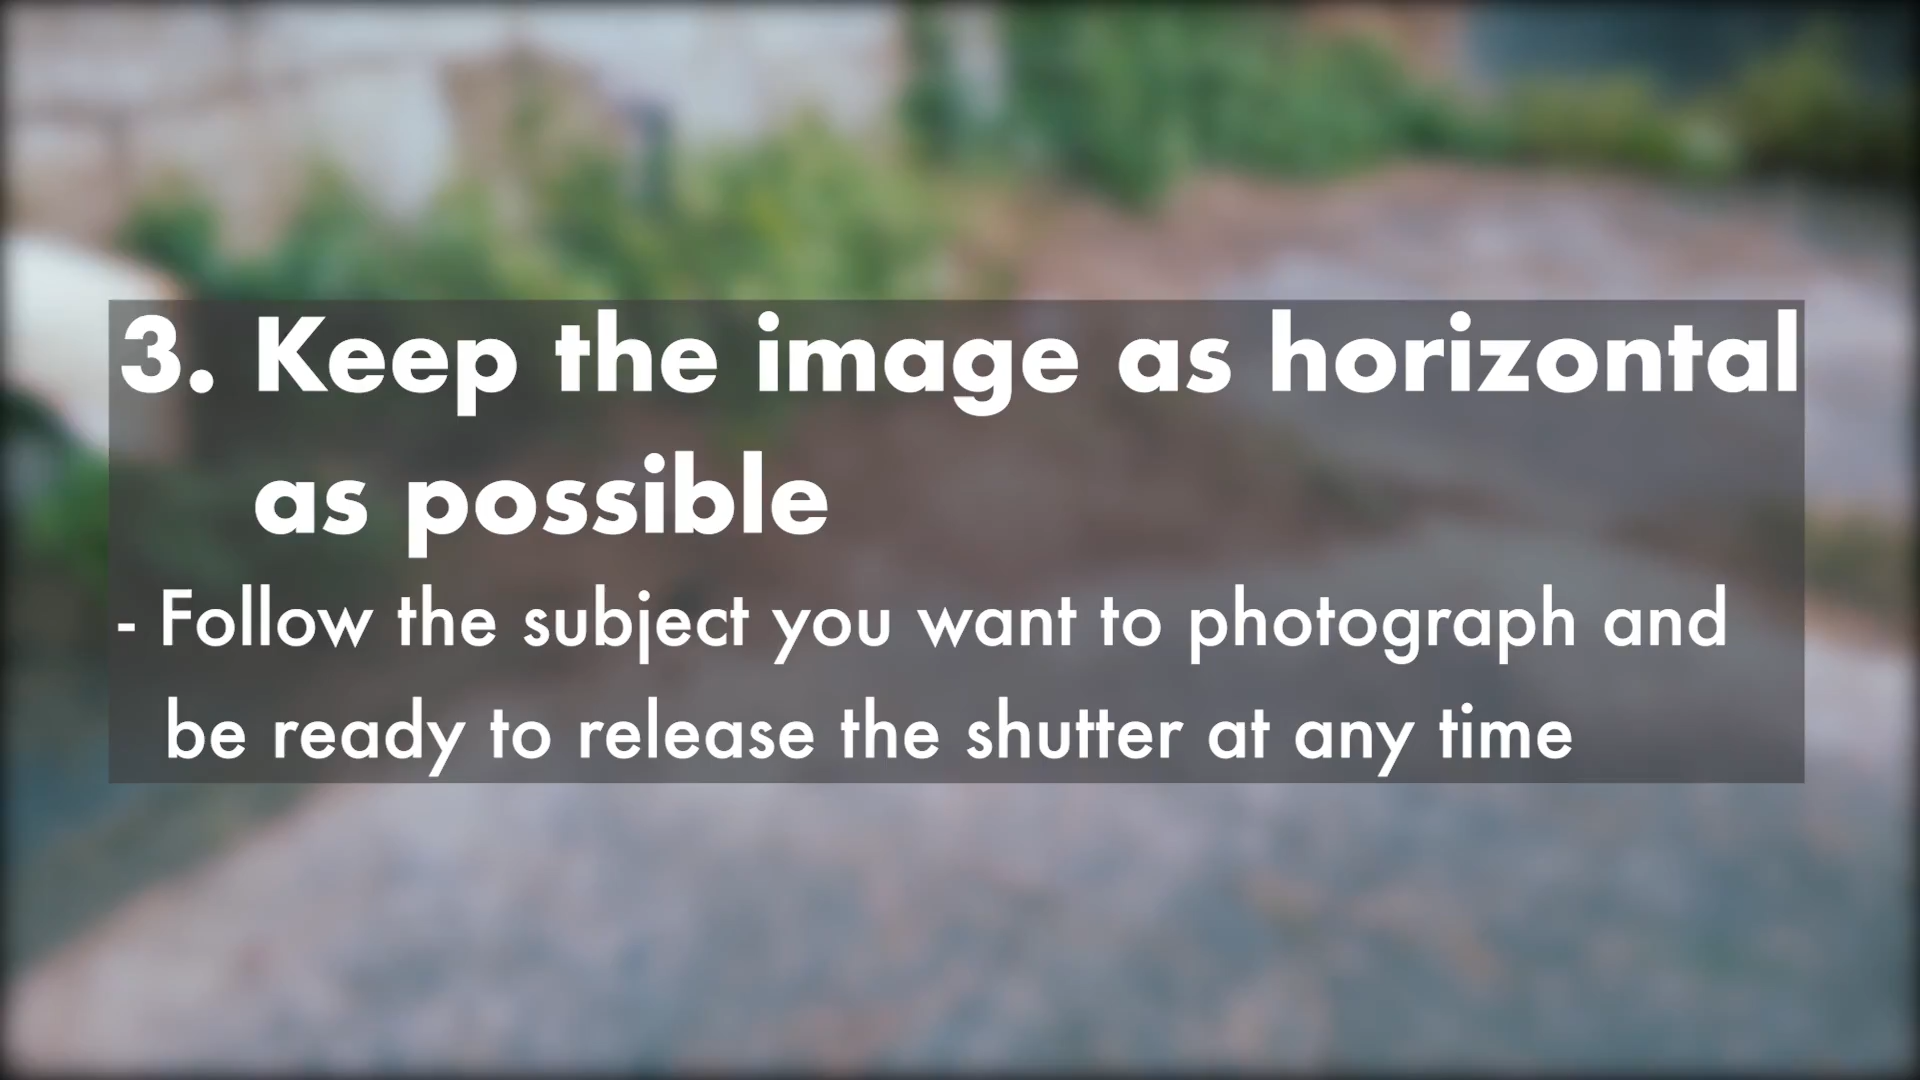 3. Keep the image as horizontal
as possible
- Follow the subject you want to photograph and
be ready to release the shutter at any time